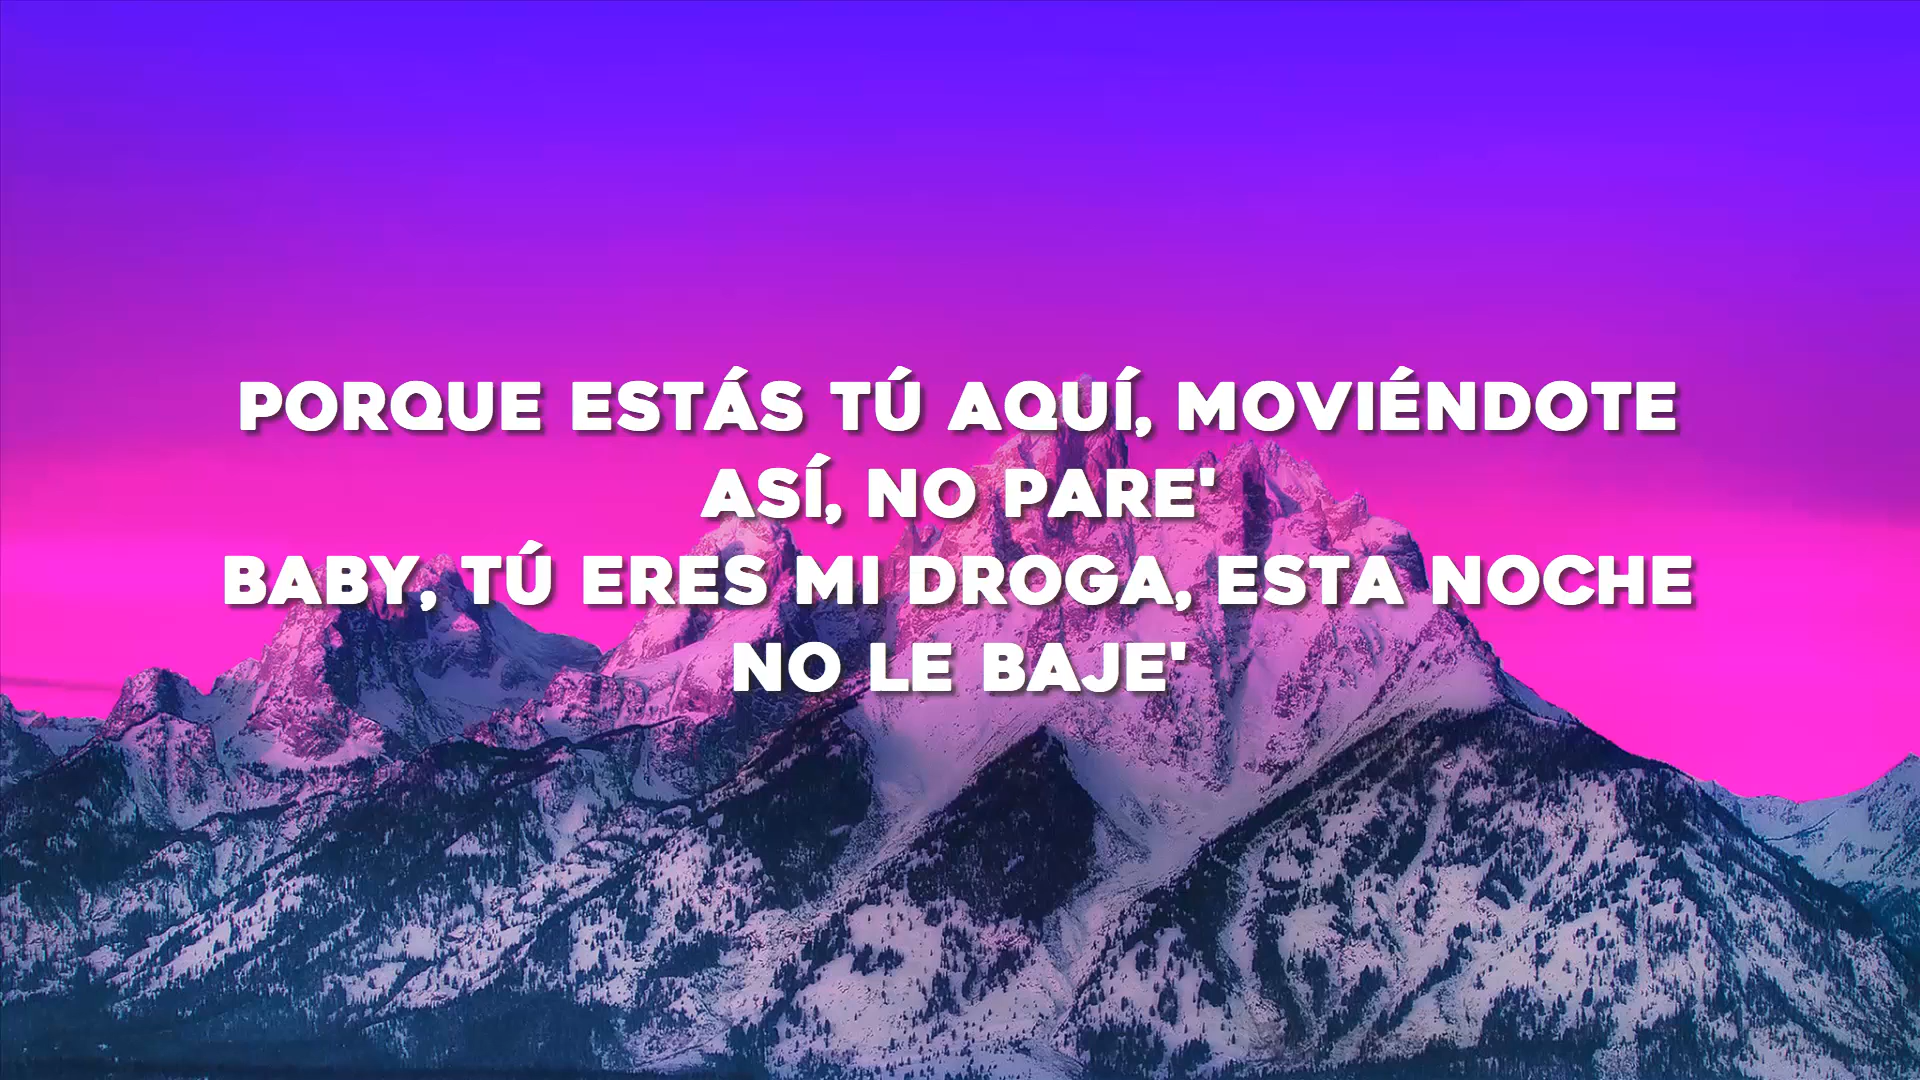 PORQUE ESTÁS TÚ AQUÍ, MOVIÉNDOTE
ASÍ, NO PARE'
BABY, TÚ ERES MI DROGA, ESTA NOCHE
NO LE BAJE'